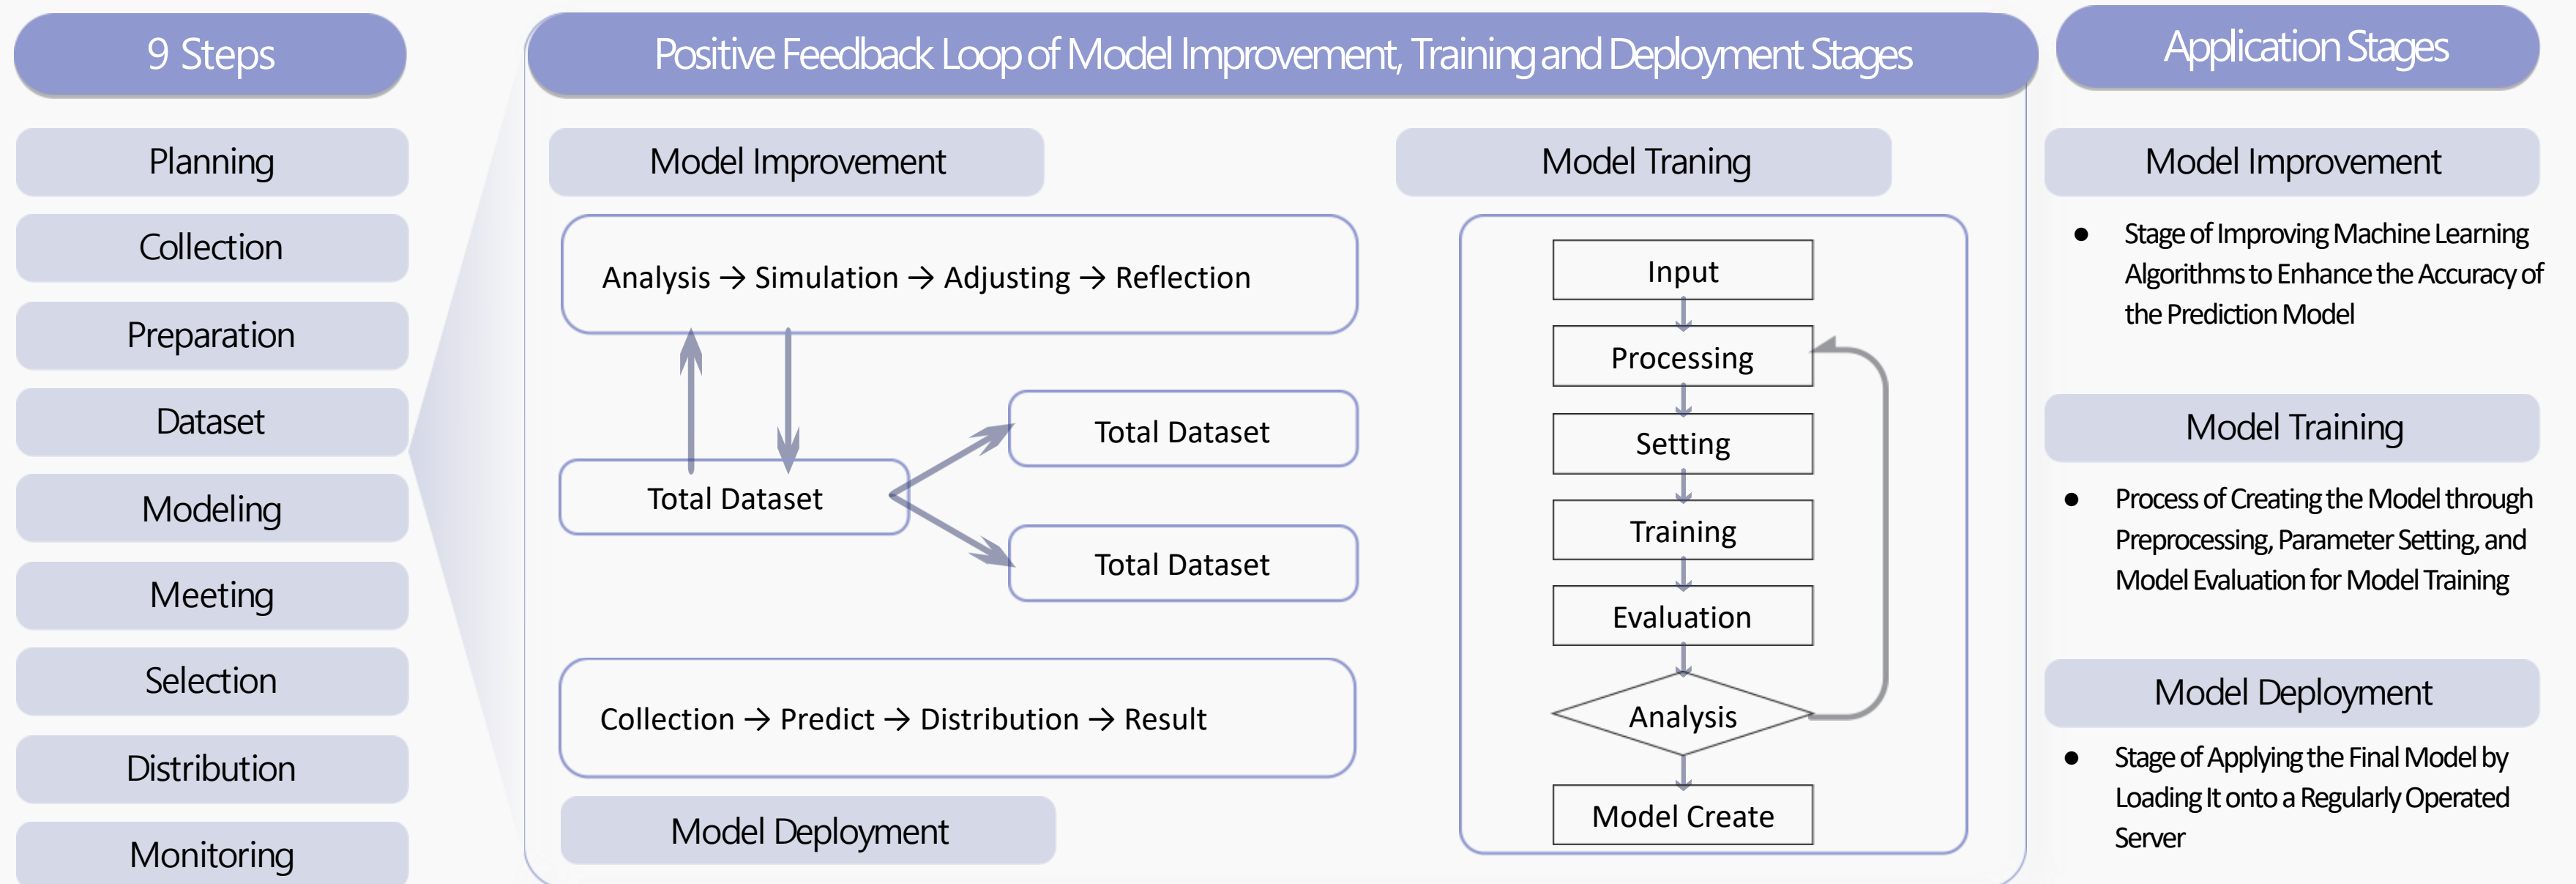 9 Steps
Planning
Collection
Preparation
Dataset
Modeling
Meeting
Selection
Distribution
Monitoring
Positive Feedback Loop of Model Improvement, Training and Deployment Stages
Model Improvement
Analysis → Simulation → Adjusting → Reflection
Total Dataset
Total Dataset
Total Dataset
Collection → Predict → Distribution → Result
Model Deployment
Model Traning
Input
Processing
Setting
Training
Evaluation
Analysis
Model Create
Application Stages
Model Improvement
● Stage of Improving Machine Learning
Algorithms to Enhance the Accuracy of
the Prediction Model
Model Training
● Process of Creating the Model through
Preprocessing, Parameter Setting, and
Model Evaluation for Model Training
Model Deployment
● Stage of Applying the Final Model by
Loading It onto a Regularly Operated
Server